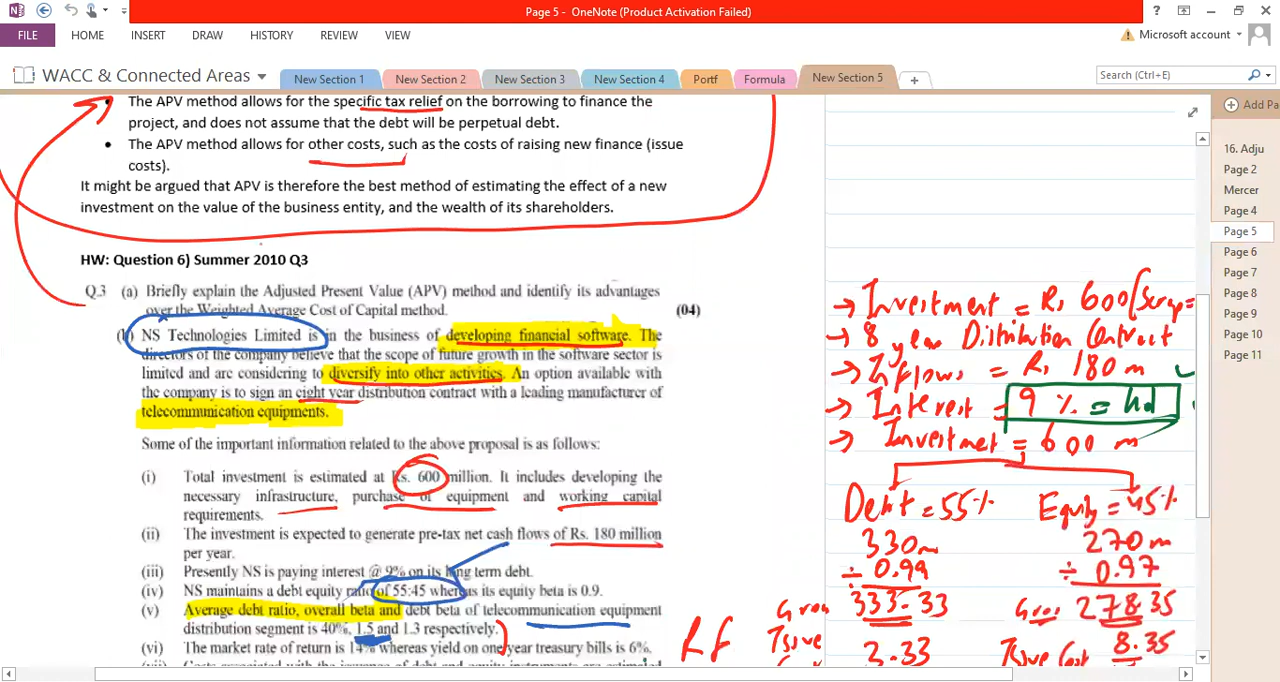 Page 5 - OneNote (Product Activation Failed)
FILE HOME INSERT DRAW HISTORY REVIEW VIEW Microsoft account
WACC & Connected Areas New Section 1 New Section 2 New Section 3 New Section 4 Portf Formula New Section 5 Search (Ctrl+E)
Add Pa
16. Adju
Page 2
Mercer
Page 4
Page 5
Page 6
Page 7
Page 8
Page 9
Page 10
Page 11
• The APV method allows for the specific tax relief on the borrowing to finance the
project, and does not assume that the debt will be perpetual debt.
• The APV method allows for other costs, such as the costs of raising new finance (issue
costs).
It might be argued that APV is therefore the best method of estimating the effect of a new
investment on the value of the business entity, and the wealth of its shareholders.
HW: Question 6) Summer 2010 Q3
Q.3 (a) Briefly explain the Adjusted Present Value (APV) method and identify its advantages
over the Weighted Average Cost of Capital method. (04)
(b) NS Technologies Limited is in the business of developing financial software. The
directors of the company believe that the scope of future growth in the software sector is
limited and are considering to diversify into other activities. An option available with
the company is to sign an eight year distribution contract with a leading manufacturer of
telecommunication equipments.
Some of the important information related to the above proposal is as follows:
(i) Total investment is estimated at Rs. 600 million. It includes developing the
necessary infrastructure, purchase of equipment and working capital
requirements.
(ii) The investment is expected to generate pre-tax net cash flows of Rs. 180 million
per year.
(iii) Presently NS is paying interest @ 9% on its long term debt.
(iv) NS maintains a debt equity ratio of 55:45 whereas its equity beta is 0.9.
(v) Average debt ratio, overall beta and debt beta of telecommunication equipment
distribution segment is 40%, 1.5 and 1.3 respectively.
(vi) The market rate of return is 14% whereas yield on one year treasury bills is 6%.
→ Investment = Rs 600 (Scrap=
→ 8 year Distribution Contract
→ Inflows = Rs 180 m
→ Interest = 9 % = kd
→ Investment = 600 m
Debt = 55% Equity = 45%
330m 270m
÷ 0.99 ÷ 0.97
Gross 333.33 Gross 278.35
Rf Issue 3.33 Issue Cost 8.35